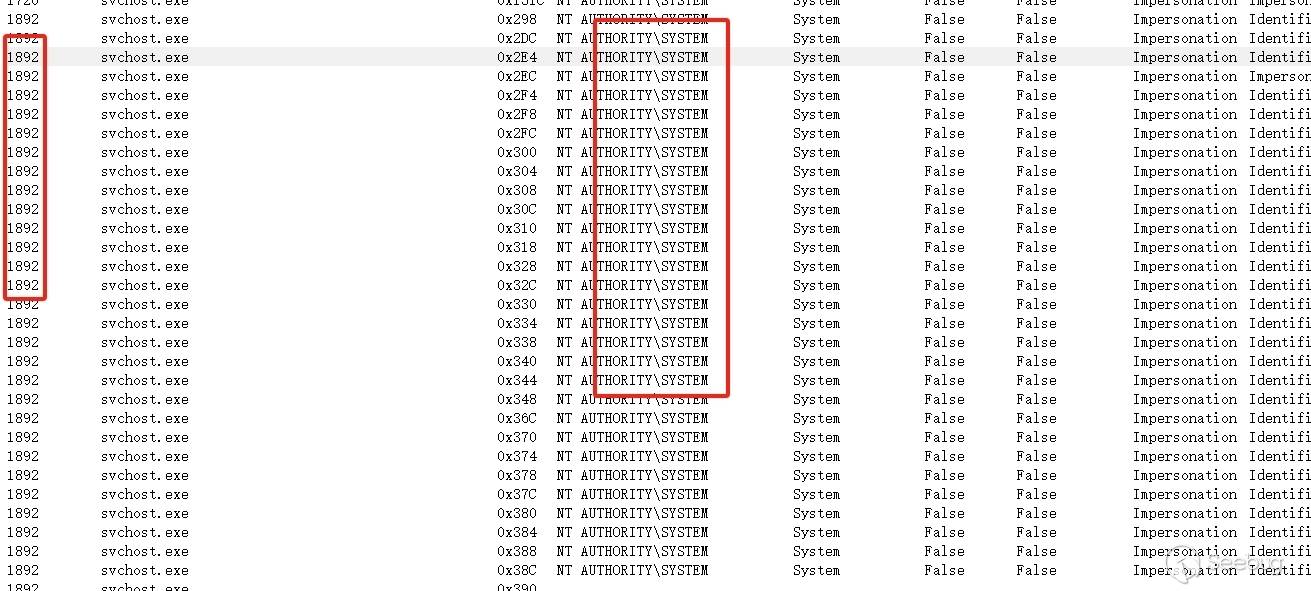 1720 svchost.exe 0x151C NT AUTHORITY\SYSTEM System False False Impersonation Identifi
1892 svchost.exe 0x298 NT AUTHORITY\SYSTEM System False False Impersonation Identifi
1892 svchost.exe 0x2DC NT AUTHORITY\SYSTEM System False False Impersonation Identifi
1892 svchost.exe 0x2E4 NT AUTHORITY\SYSTEM System False False Impersonation Identifi
1892 svchost.exe 0x2EC NT AUTHORITY\SYSTEM System False False Impersonation Imperson
1892 svchost.exe 0x2F4 NT AUTHORITY\SYSTEM System False False Impersonation Identifi
1892 svchost.exe 0x2F8 NT AUTHORITY\SYSTEM System False False Impersonation Identifi
1892 svchost.exe 0x2FC NT AUTHORITY\SYSTEM System False False Impersonation Identifi
1892 svchost.exe 0x300 NT AUTHORITY\SYSTEM System False False Impersonation Identifi
1892 svchost.exe 0x304 NT AUTHORITY\SYSTEM System False False Impersonation Identifi
1892 svchost.exe 0x308 NT AUTHORITY\SYSTEM System False False Impersonation Identifi
1892 svchost.exe 0x30C NT AUTHORITY\SYSTEM System False False Impersonation Identifi
1892 svchost.exe 0x310 NT AUTHORITY\SYSTEM System False False Impersonation Identifi
1892 svchost.exe 0x318 NT AUTHORITY\SYSTEM System False False Impersonation Identifi
1892 svchost.exe 0x328 NT AUTHORITY\SYSTEM System False False Impersonation Identifi
1892 svchost.exe 0x32C NT AUTHORITY\SYSTEM System False False Impersonation Identifi
1892 svchost.exe 0x330 NT AUTHORITY\SYSTEM System False False Impersonation Identifi
1892 svchost.exe 0x334 NT AUTHORITY\SYSTEM System False False Impersonation Identifi
1892 svchost.exe 0x338 NT AUTHORITY\SYSTEM System False False Impersonation Identifi
1892 svchost.exe 0x340 NT AUTHORITY\SYSTEM System False False Impersonation Identifi
1892 svchost.exe 0x344 NT AUTHORITY\SYSTEM System False False Impersonation Identifi
1892 svchost.exe 0x348 NT AUTHORITY\SYSTEM System False False Impersonation Identifi
1892 svchost.exe 0x36C NT AUTHORITY\SYSTEM System False False Impersonation Identifi
1892 svchost.exe 0x370 NT AUTHORITY\SYSTEM System False False Impersonation Identifi
1892 svchost.exe 0x374 NT AUTHORITY\SYSTEM System False False Impersonation Identifi
1892 svchost.exe 0x378 NT AUTHORITY\SYSTEM System False False Impersonation Identifi
1892 svchost.exe 0x37C NT AUTHORITY\SYSTEM System False False Impersonation Identifi
1892 svchost.exe 0x380 NT AUTHORITY\SYSTEM System False False Impersonation Identifi
1892 svchost.exe 0x384 NT AUTHORITY\SYSTEM System False False Impersonation Identifi
1892 svchost.exe 0x388 NT AUTHORITY\SYSTEM System False False Impersonation Identifi
1892 svchost.exe 0x38C NT AUTHORITY\SYSTEM System False False Impersonation Identifi
Seebug
1892 svchost.exe 0x390